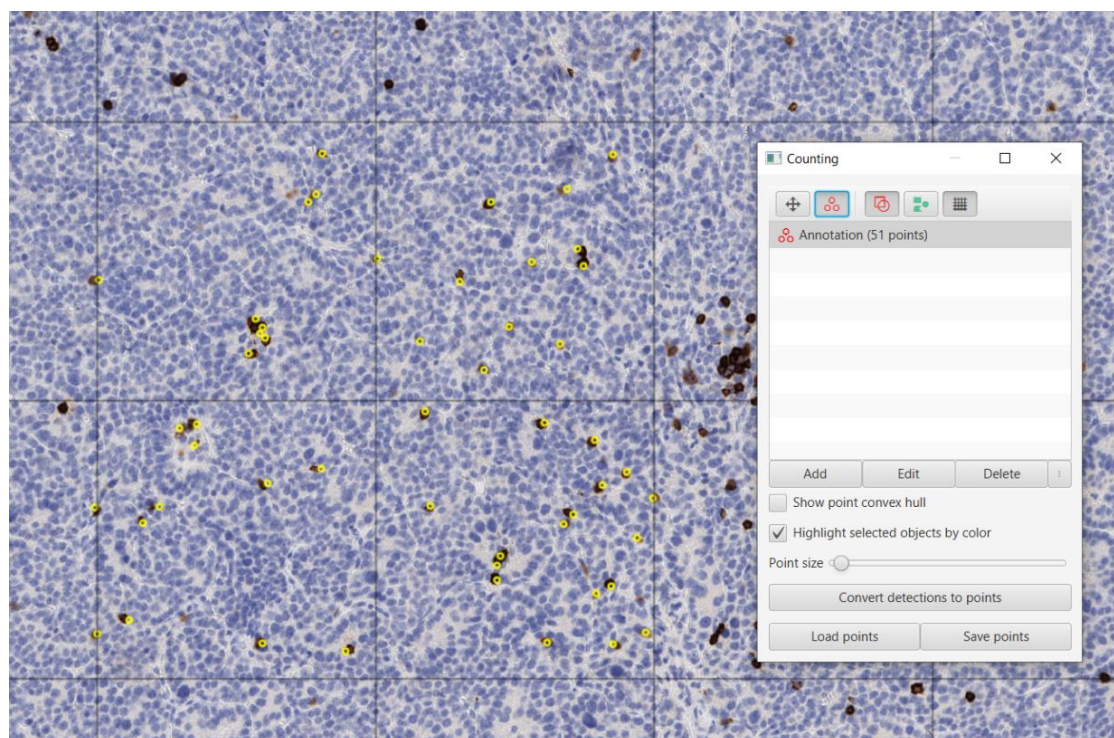 Counting
Annotation (51 points)
Add Edit Delete
Show point convex hull
Highlight selected objects by color
Point size
Convert detections to points
Load points Save points